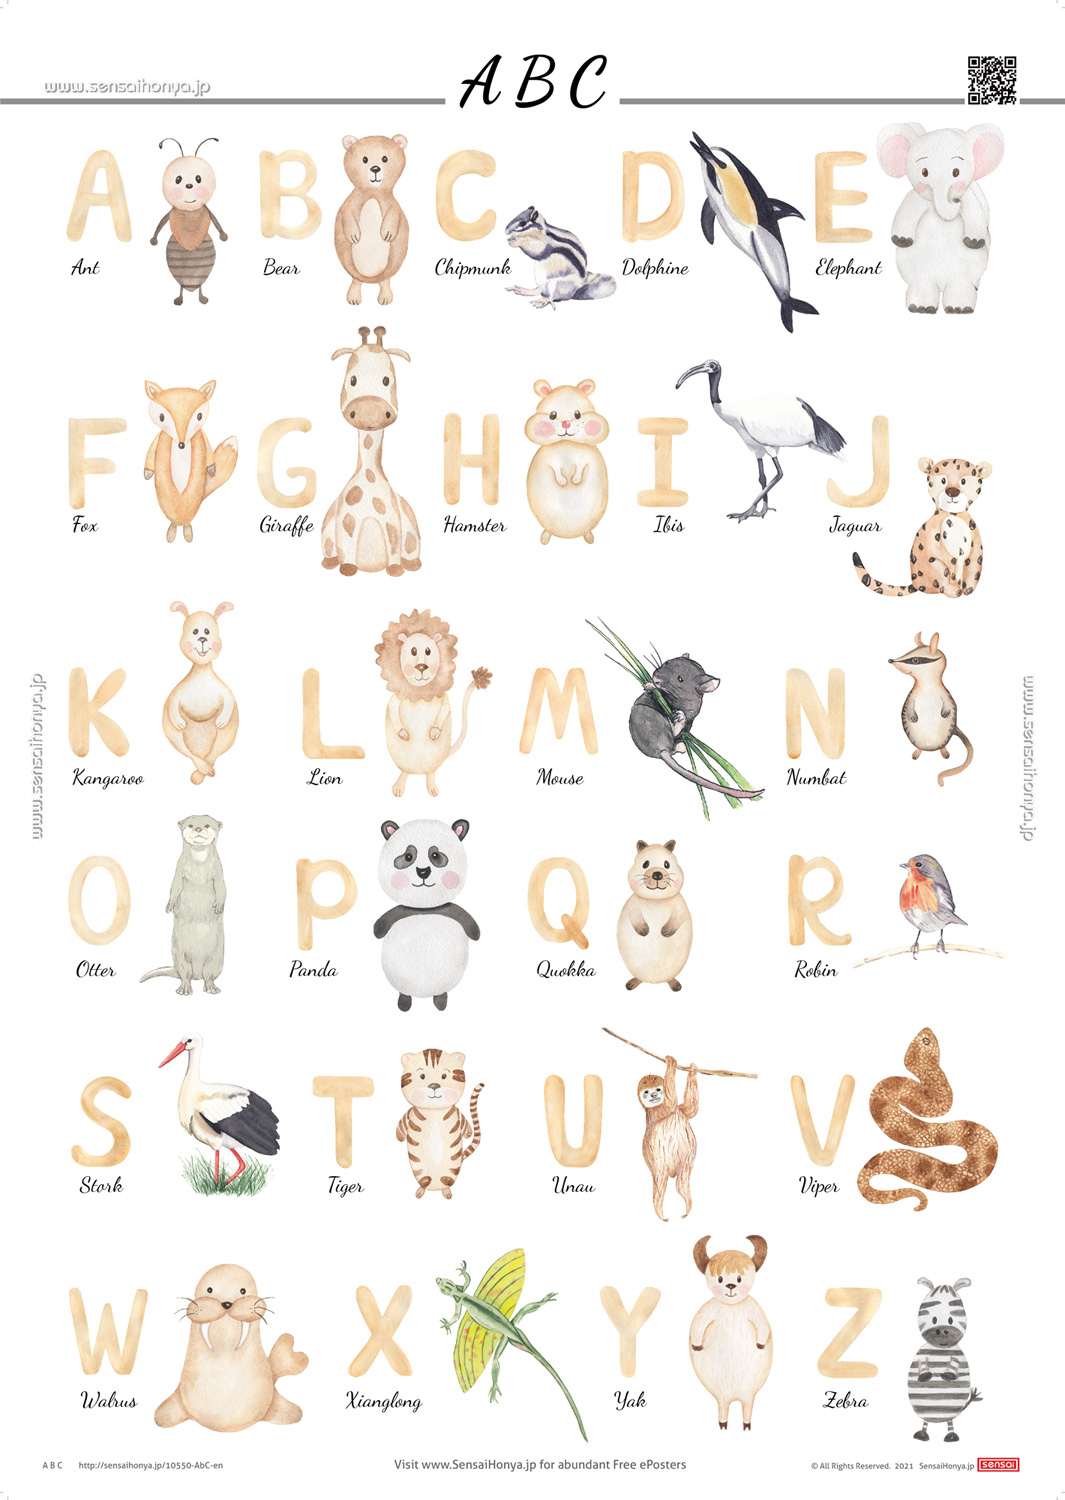 www.sensaihonya.jp
A B C
A B C D E
Ant Bear Chipmunk Dolphine Elephant
F G H I J
Fox Giraffe Hamster Ibis Jaguar
K L M N
Kangaroo Lion Mouse Numbat
www.sensaihonya.jp
www.sensaihonya.jp
O P Q R
Otter Panda Quokka Robin
S T U V
Stork Tiger Unau Viper
W X Y Z
Walrus Xianglong Yak Zebra
A B C http://sensaihonya.jp/10550-AbC-en Visit www.SensaiHonya.jp for abundant Free ePosters © All Rights Reserved. 2021 SensaiHonya.jp sensai